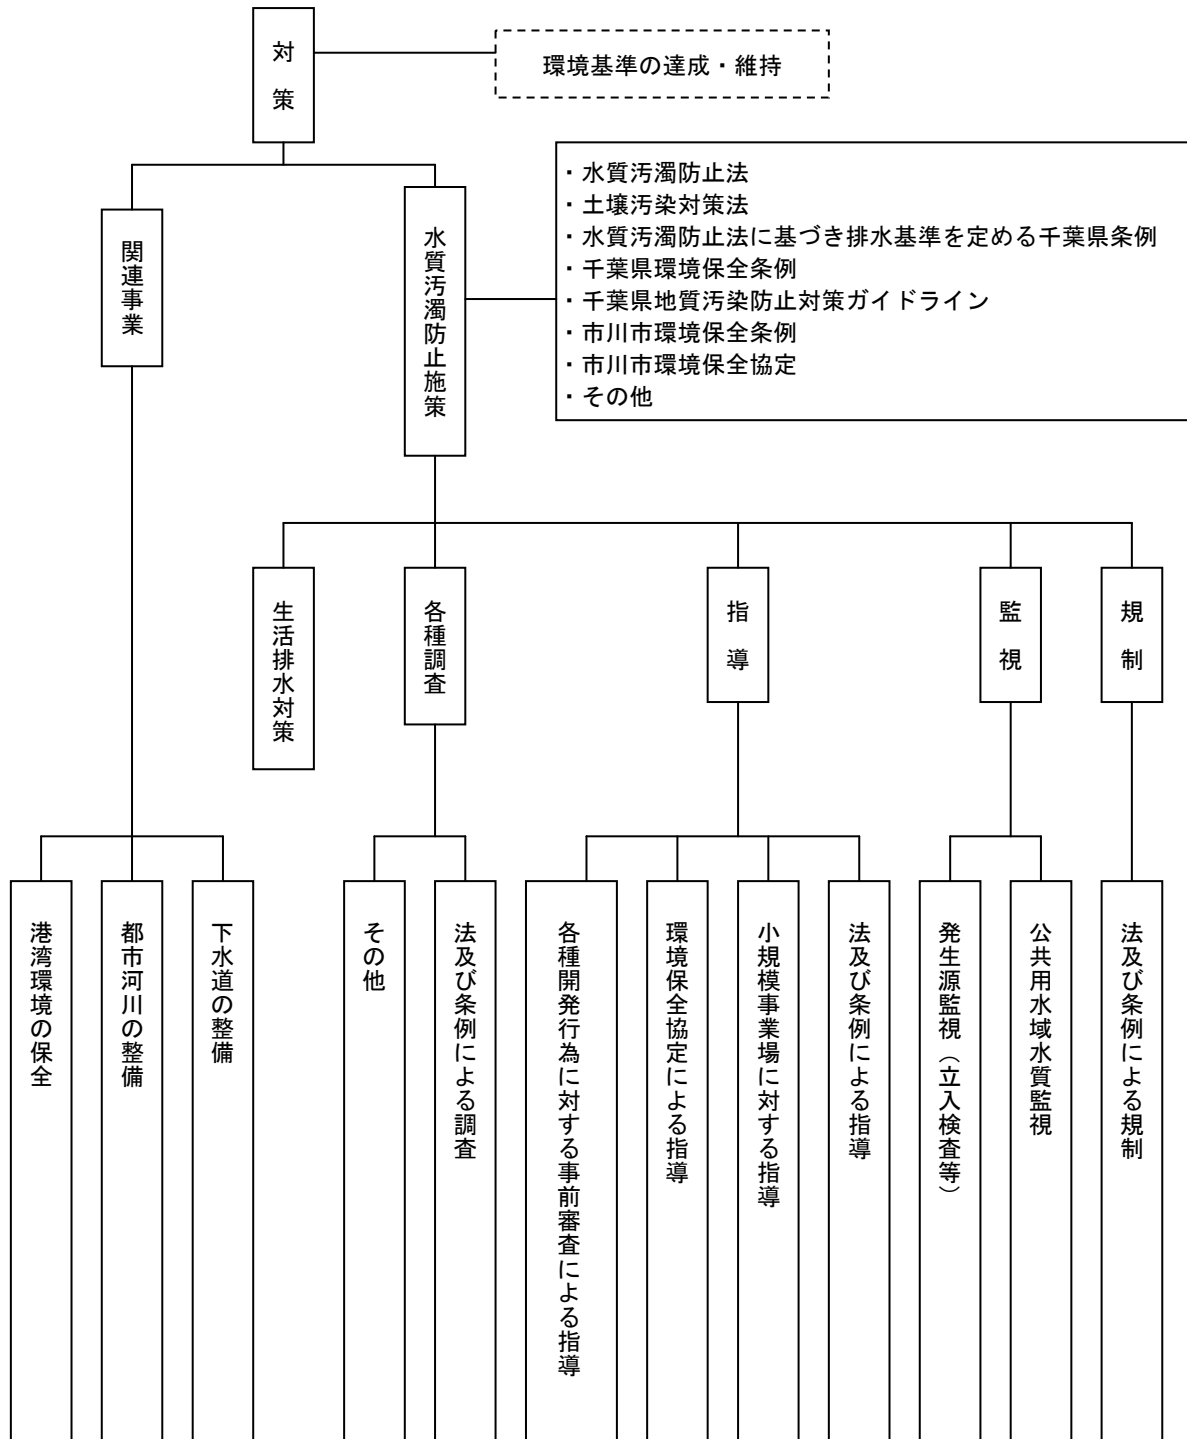 対策
環境基準の達成・維持
・水質汚濁防止法
・土壌汚染対策法
・水質汚濁防止法に基づき排水基準を定める千葉県条例
・千葉県環境保全条例
・千葉県地質汚染防止対策ガイドライン
・市川市環境保全条例
・市川市環境保全協定
・その他
水質汚濁防止施策
関連事業
規制
監視
指導
各種調査
生活排水対策
法及び条例による規制
公共用水域水質監視
発生源監視（立入検査等）
法及び条例による指導
小規模事業場に対する指導
環境保全協定による指導
各種開発行為に対する事前審査による指導
法及び条例による調査
その他
下水道の整備
都市河川の整備
港湾環境の保全